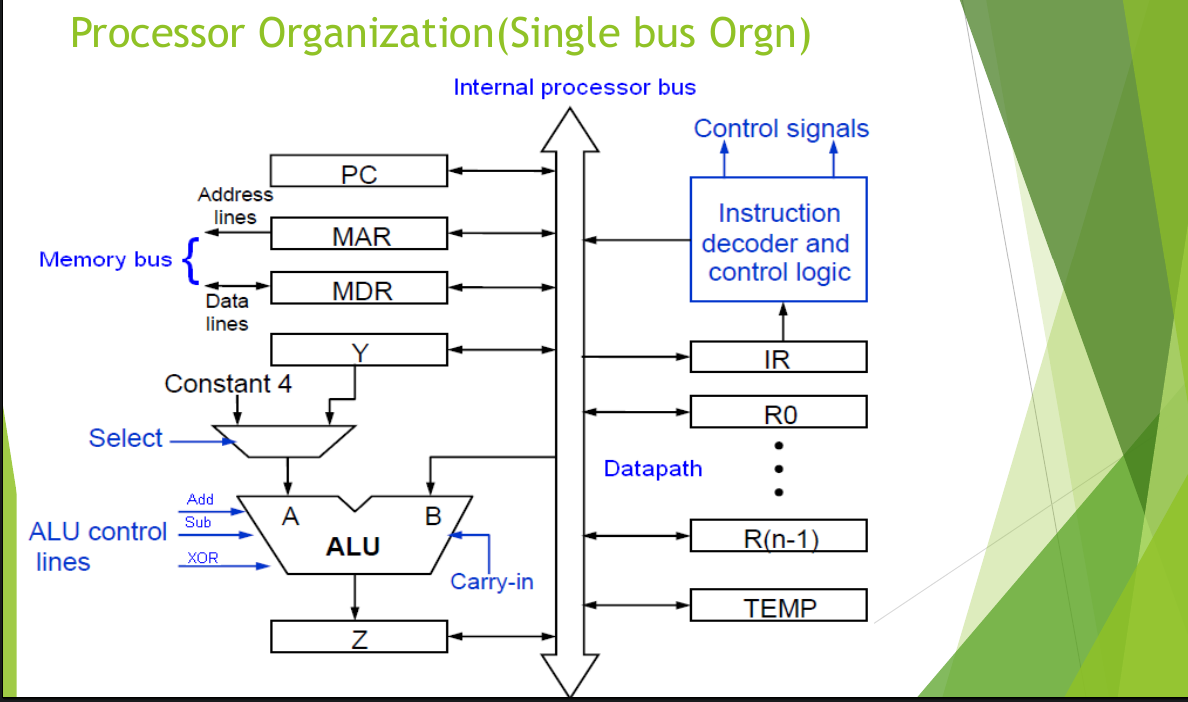 Processor Organization(Single bus Orgn)
Internal processor bus
Control signals
PC
Address
lines
MAR
Memory bus
MDR
Data
lines
Y
Constant 4
Select
A
B
ALU
Add
Sub
XOR
ALU control
lines
Carry-in
Z
Instruction
decoder and
control logic
IR
R0
Datapath
R(n-1)
TEMP